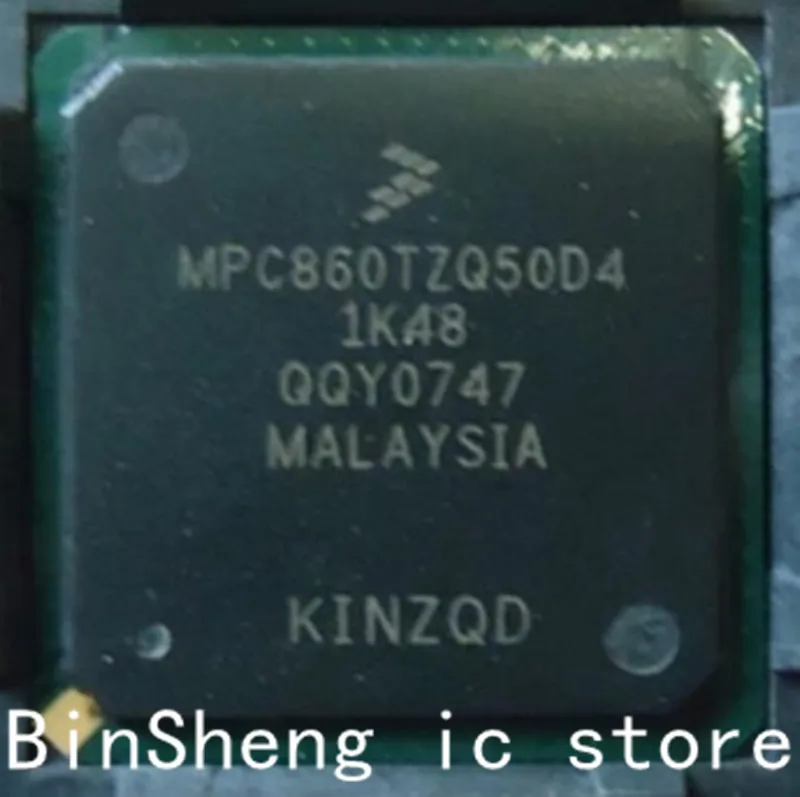 MPC860TZQ50D4
1K48
QQY0747
MALAYSIA
KINZQD
BinSheng ic store